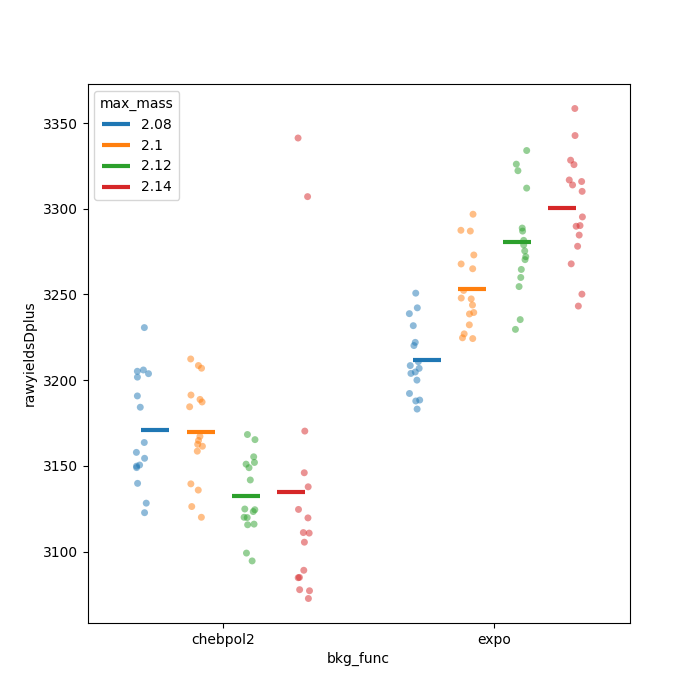 max_mass
2.08
2.1
2.12
2.14
3350
3300
3250
3200
3150
3100
rawyieldsDplus
chebpol2 expo
bkg_func